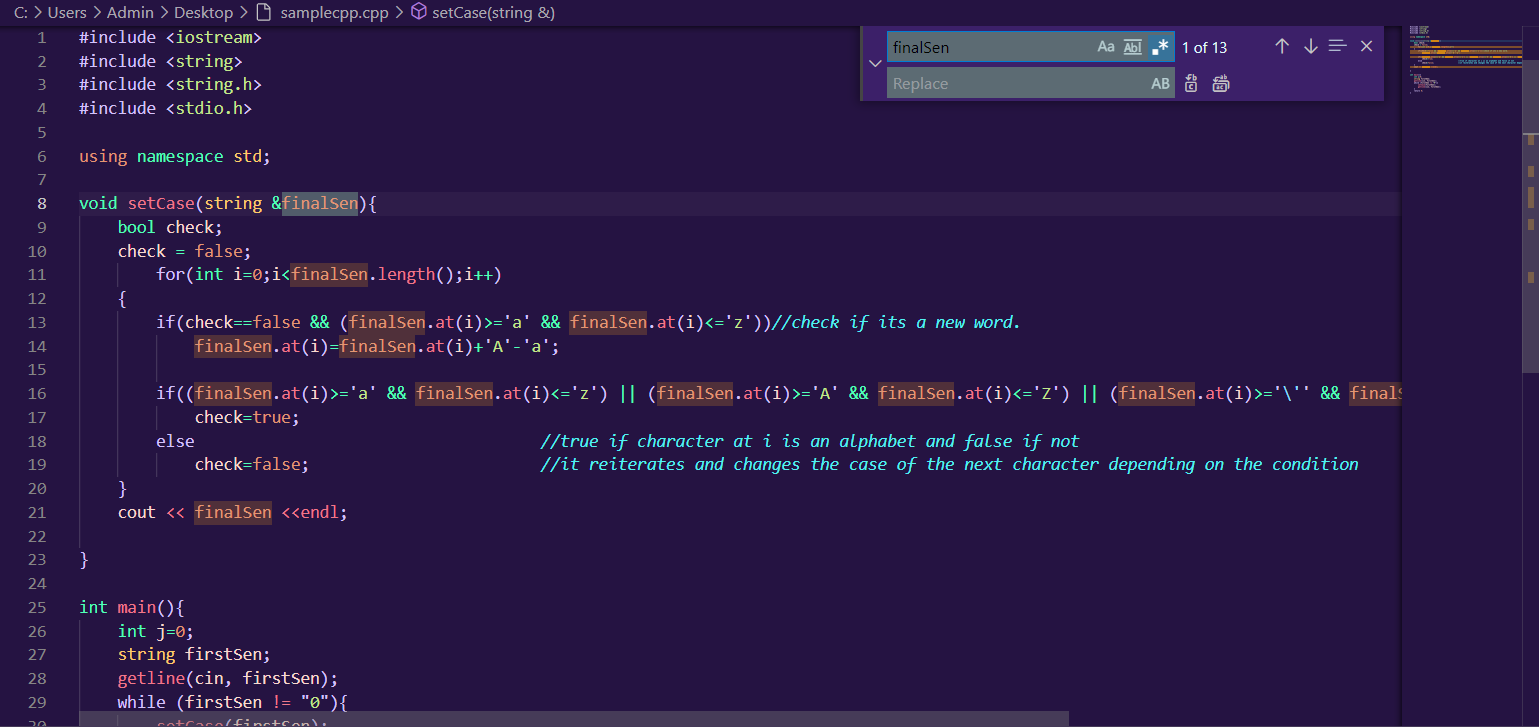 C: > Users > Admin > Desktop > samplecpp.cpp > setCase(string &)
finalSen Aa Abl .* 1 of 13
Replace AB
1 #include <iostream>
2 #include <string>
3 #include <string.h>
4 #include <stdio.h>
5
6 using namespace std;
7
8 void setCase(string &finalSen){
9 bool check;
10 check = false;
11 for(int i=0;i<finalSen.length();i++)
12 {
13 if(check==false && (finalSen.at(i)>='a' && finalSen.at(i)<='z'))//check if its a new word.
14 finalSen.at(i)=finalSen.at(i)+'A'-'a';
15
16 if((finalSen.at(i)>='a' && finalSen.at(i)<='z') || (finalSen.at(i)>='A' && finalSen.at(i)<='Z') || (finalSen.at(i)>='\'' && finals
17 check=true;
18 else //true if character at i is an alphabet and false if not
19 check=false; //it reiterates and changes the case of the next character depending on the condition
20 }
21 cout << finalSen <<endl;
22
23 }
24
25 int main(){
26 int j=0;
27 string firstSen;
28 getline(cin, firstSen);
29 while (firstSen != "0"){
30 setCase(firstSen);